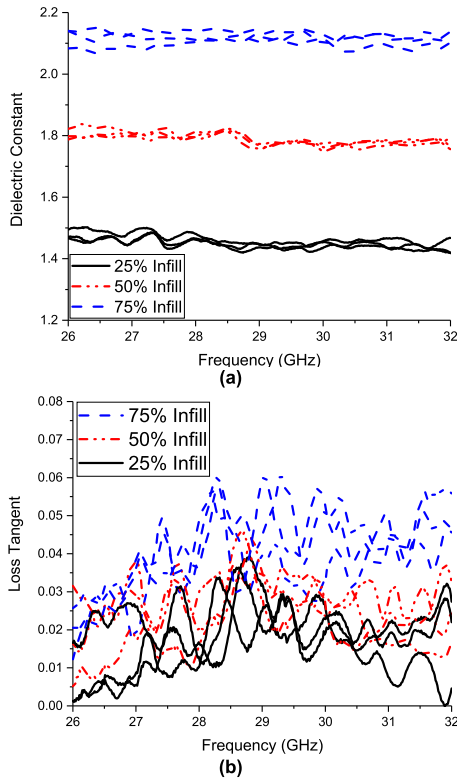 2.2
2.0
1.8
1.6
1.4
1.2
Dielectric Constant
25% Infill
50% Infill
75% Infill
26 27 28 29 30 31 32
Frequency (GHz)
(a)
0.08
0.07
0.06
0.05
0.04
0.03
0.02
0.01
0.00
Loss Tangent
75% Infill
50% Infill
25% Infill
26 27 28 29 30 31 32
Frequency (GHz)
(b)